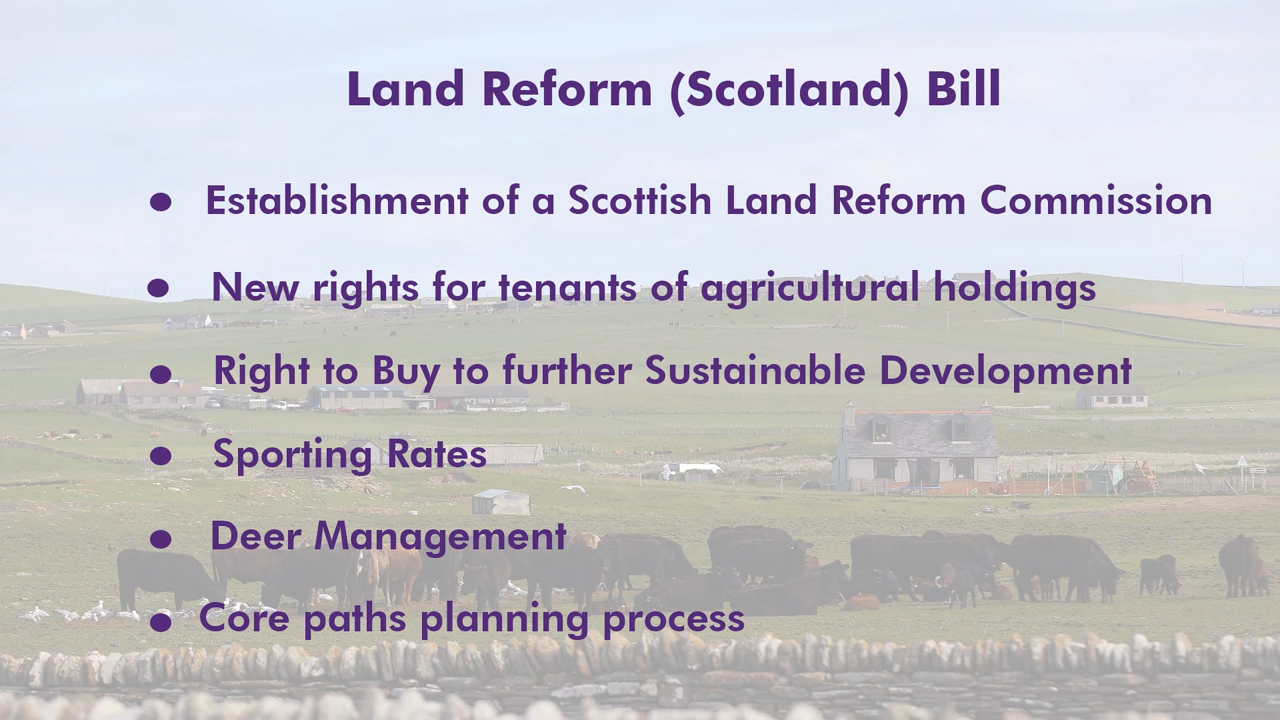 Land Reform (Scotland) Bill
● Establishment of a Scottish Land Reform Commission
● New rights for tenants of agricultural holdings
● Right to Buy to further Sustainable Development
● Sporting Rates
● Deer Management
● Core paths planning process